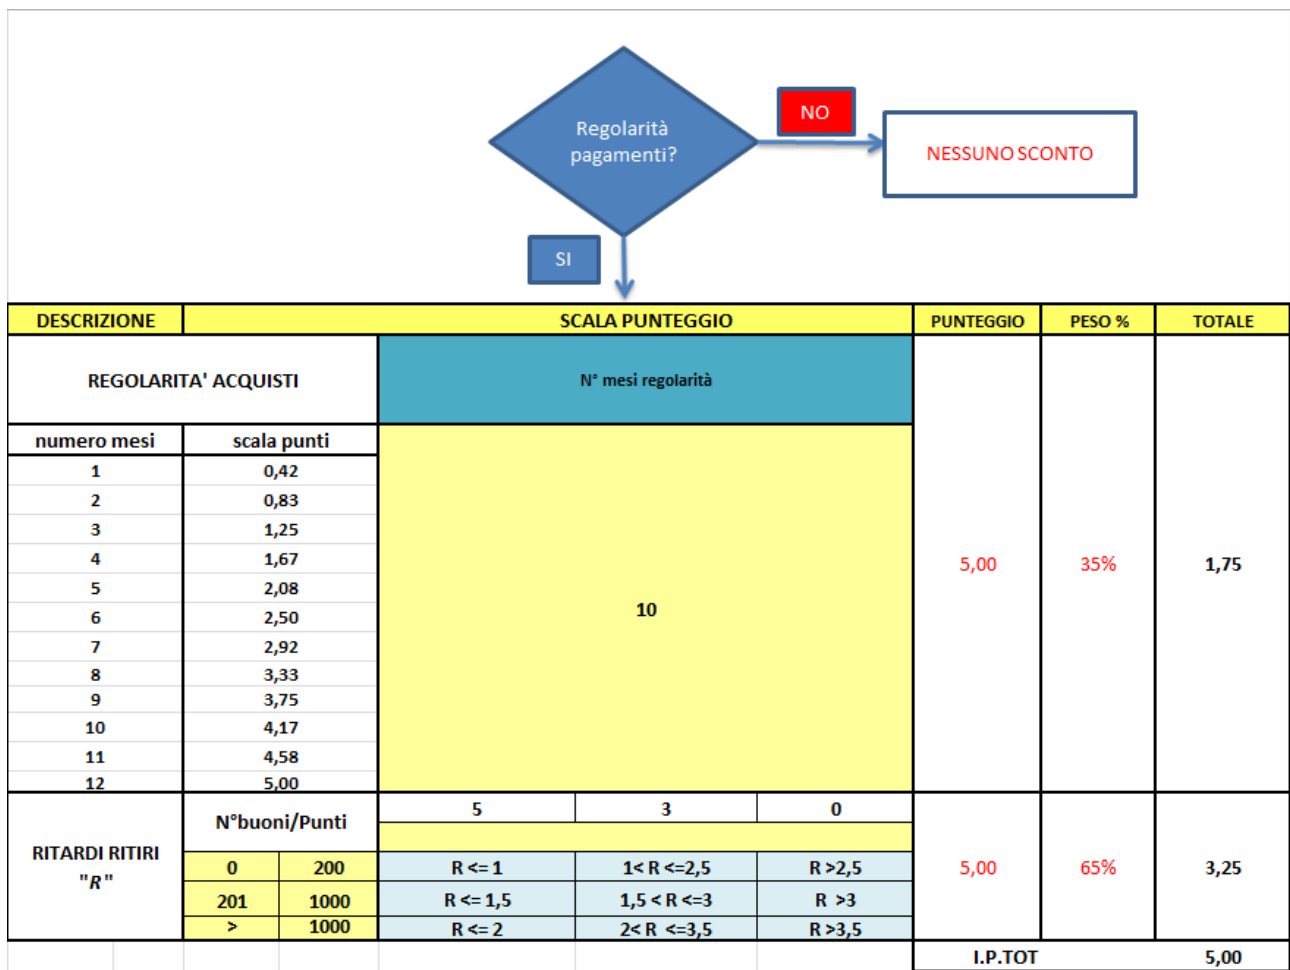 Regolarità
pagamenti?
NO
NESSUNO SCONTO
SI
DESCRIZIONE SCALA PUNTEGGIO PUNTEGGIO PESO % TOTALE
REGOLARITA' ACQUISTI N° mesi regolarità
numero mesi scala punti
1 0,42
2 0,83
3 1,25
4 1,67
5,00 35% 1,75
5 2,08
10
6 2,50
7 2,92
8 3,33
9 3,75
10 4,17
11 4,58
12 5,00
RITARDI RITIRI
"R"
N°buoni/Punti 5 3 0
0 200 R <= 1 1< R <=2,5 R >2,5
5,00 65% 3,25
201 1000 R <= 1,5 1,5 < R <=3 R >3
> 1000 R <= 2 2< R <=3,5 R >3,5
I.P.TOT 5,00